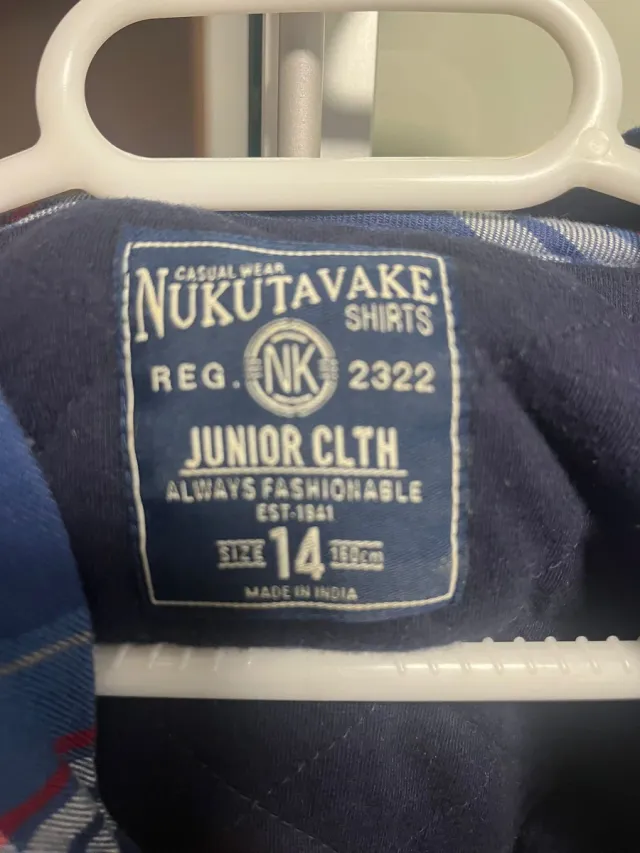 CASUAL WEAR
NUKUTAVAKE
SHIRTS
REG. NK 2322
JUNIOR CLTH
ALWAYS FASHIONABLE
EST-1941
SIZE 14 160cm
MADE IN INDIA